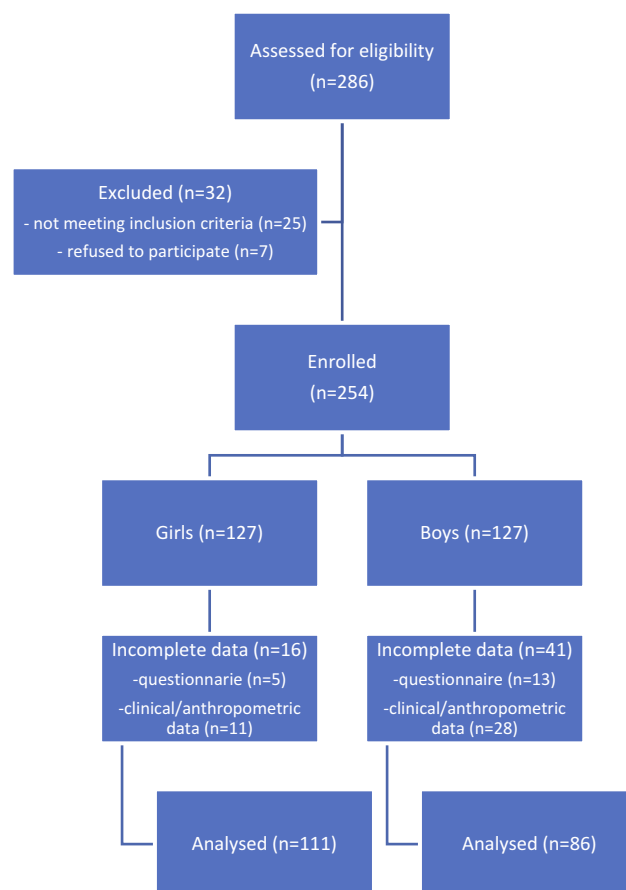 Assessed for eligibility
(n=286)
Excluded (n=32)
- not meeting inclusion criteria (n=25)
- refused to participate (n=7)
Enrolled
(n=254)
Girls (n=127)
Boys (n=127)
Incomplete data (n=16)
-questionnarie (n=5)
-clinical/anthropometric
data (n=11)
Incomplete data (n=41)
-questionnaire (n=13)
-clinical/anthropometric
data (n=28)
Analysed (n=111)
Analysed (n=86)